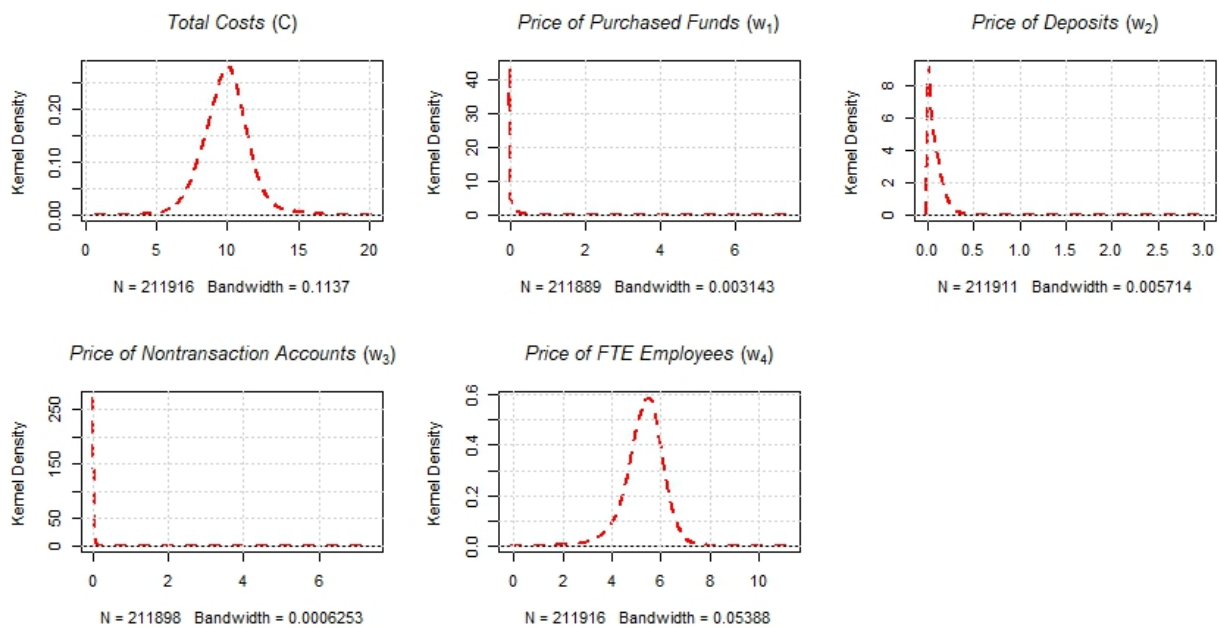 Total Costs (C)
Kernel Density
0.00 0.10 0.20
0 5 10 15 20
N = 211916 Bandwidth = 0.1137
Price of Purchased Funds (w1)
Kernel Density
0 10 20 30 40
0 2 4 6
N = 211889 Bandwidth = 0.003143
Price of Deposits (w2)
Kernel Density
0 2 4 6 8
0.0 0.5 1.0 1.5 2.0 2.5 3.0
N = 211911 Bandwidth = 0.005714
Price of Nontransaction Accounts (w3)
Kernel Density
0 50 150 250
0 2 4 6
N = 211898 Bandwidth = 0.0006253
Price of FTE Employees (w4)
Kernel Density
0.0 0.2 0.4 0.6
0 2 4 6 8 10
N = 211916 Bandwidth = 0.05388